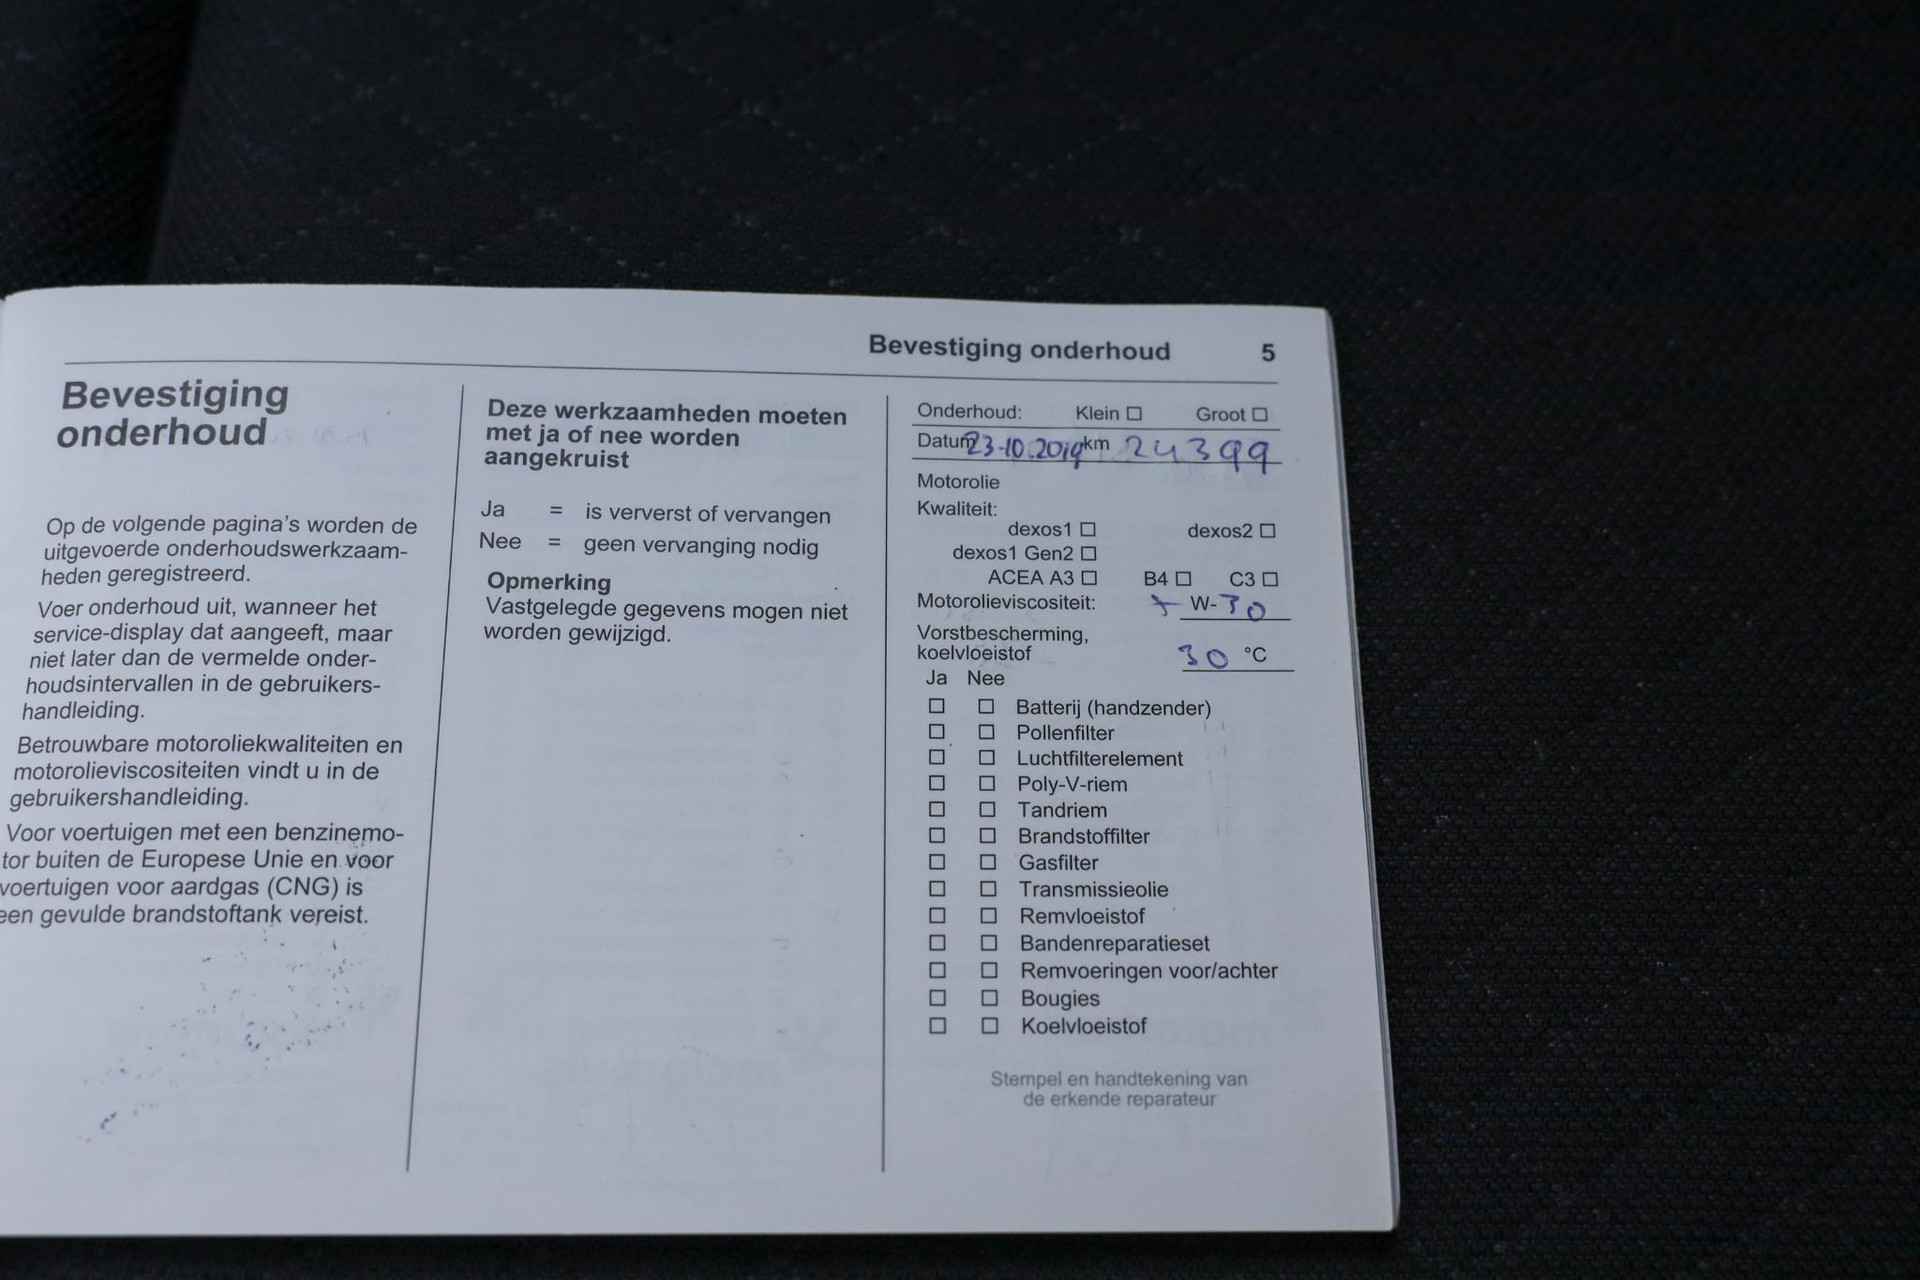 Bevestiging onderhoud 5
Bevestiging
onderhoud
Op de volgende pagina's worden de
uitgevoerde onderhoudswerkzaam-
heden geregistreerd.
Voer onderhoud uit, wanneer het
service-display dat aangeeft, maar
niet later dan de vermelde onder-
houdsintervallen in de gebruikers-
handleiding.
Betrouwbare motoroliekwaliteiten en
motorolieviscositeiten vindt u in de
gebruikershandleiding.
Voor voertuigen met een benzinemo-
tor buiten de Europese Unie en voor
voertuigen voor aardgas (CNG) is
een gevulde brandstoftank vereist.
Deze werkzaamheden moeten
met ja of nee worden
aangekruist
Ja = is ververst of vervangen
Nee = geen vervanging nodig
Opmerking
Vastgelegde gegevens mogen niet
worden gewijzigd.
Onderhoud: Klein □ Groot □
Datum 23-10.2019 km 24399
Motorolie
Kwaliteit:
dexos1 □ dexos2 □
dexos1 Gen2 □
ACEA A3 □ B4 □ C3 □
Motorolieviscositeit: W-30
Vorstbescherming,
koelvloeistof 30 °C
Ja Nee
□ □ Batterij (handzender)
□ □ Pollenfilter
□ □ Luchtfilterelement
□ □ Poly-V-riem
□ □ Tandriem
□ □ Brandstoffilter
□ □ Gasfilter
□ □ Transmissieolie
□ □ Remvloeistof
□ □ Bandenreparatieset
□ □ Remvoeringen voor/achter
□ □ Bougies
□ □ Koelvloeistof
Stempel en handtekening van
de erkende reparateur